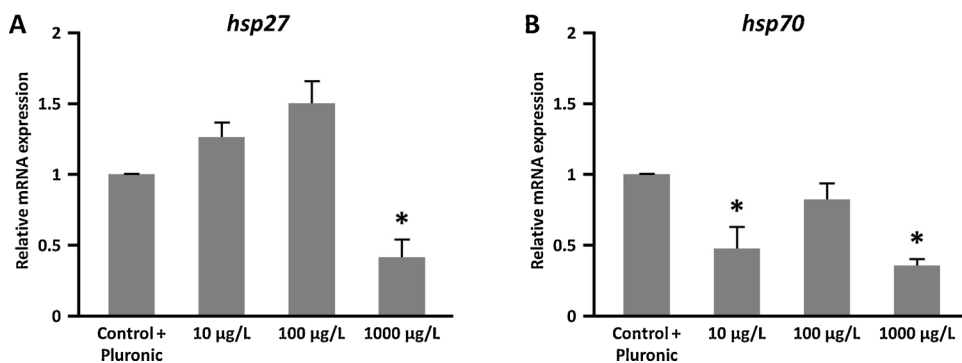 A
hsp27
Relative mRNA expression
2
1.5
1
0.5
0
*
Control +
Pluronic
10 µg/L
100 µg/L
1000 µg/L
B
hsp70
Relative mRNA expression
2
1.5
1
0.5
0
*
*
Control +
Pluronic
10 µg/L
100 µg/L
1000 µg/L